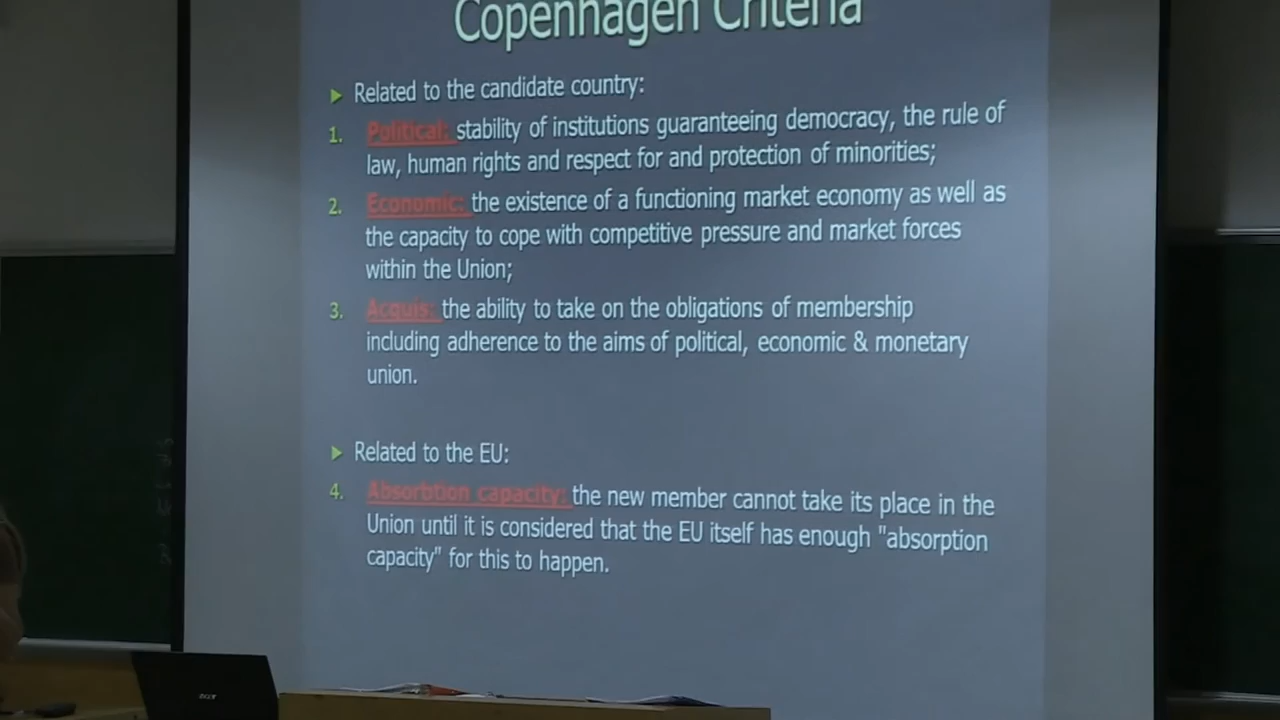 Copenhagen Criteria
Related to the candidate country:
1. Political: stability of institutions guaranteeing democracy, the rule of
law, human rights and respect for and protection of minorities;
2. Economic: the existence of a functioning market economy as well as
the capacity to cope with competitive pressure and market forces
within the Union;
3. Acquis: the ability to take on the obligations of membership
including adherence to the aims of political, economic & monetary
union.
Related to the EU:
4. Absorbtion capacity: the new member cannot take its place in the
Union until it is considered that the EU itself has enough "absorption
capacity" for this to happen.
acer